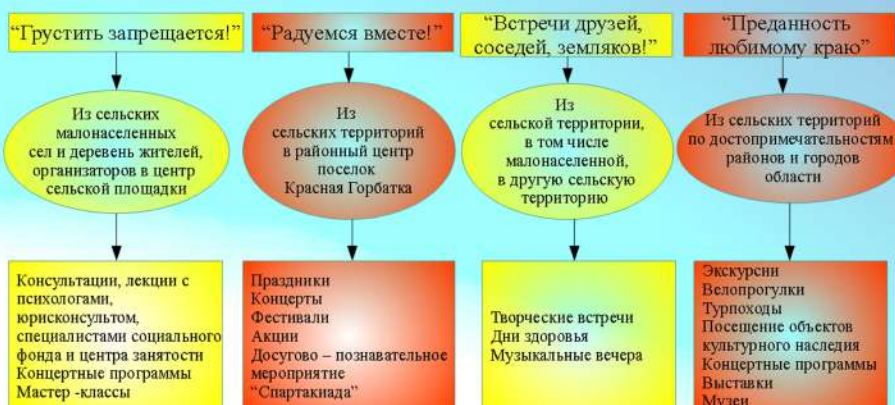 “Грустить запрещается!”
Из сельских
малонаселенных
сел и деревень жителей,
организаторов в центр
сельской площадки
Консультации, лекции с
психологами,
юрисконсультом,
специалистами социального
фонда и центра занятости
Концертные программы
Мастер -классы
“Радуемся вместе!”
Из
сельских территорий
в районный центр
поселок
Красная Горбатка
Праздники
Концерты
Фестивали
Акции
Досугово – познавательное
мероприятие
“Спартакиада”
“Встречи друзей,
соседей, земляков!”
Из
сельской территории,
в том числе
малонаселенной,
в другую сельскую
территорию
Творческие встречи
Дни здоровья
Музыкальные вечера
“Преданность
любимому краю”
Из сельских территорий
по достопримечательностям
районов и городов
области
Экскурсии
Велопрогулки
Турпоходы
Посещение объектов
культурного наследия
Концертные программы
Выставки
Музеи